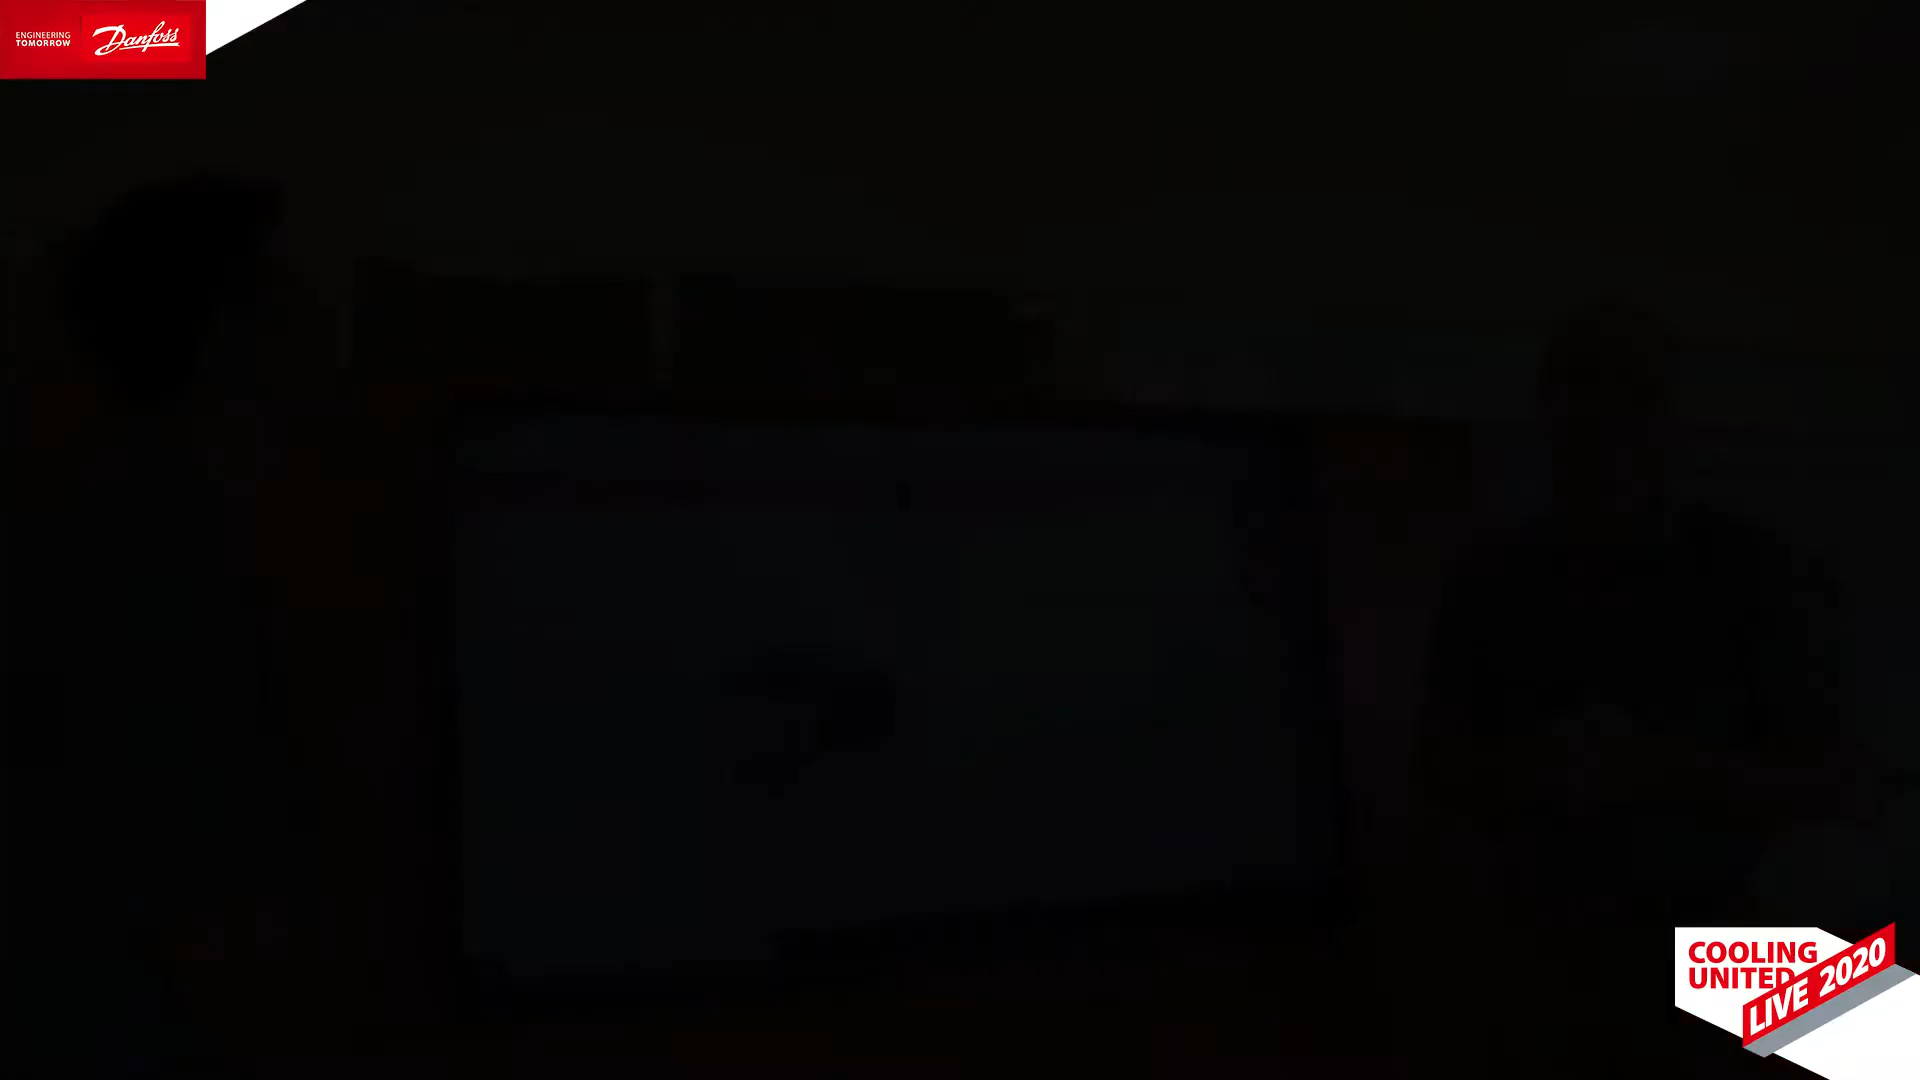 ENGINEERING
TOMORROW
Danfoss
COOLING
UNITED
LIVE 2020